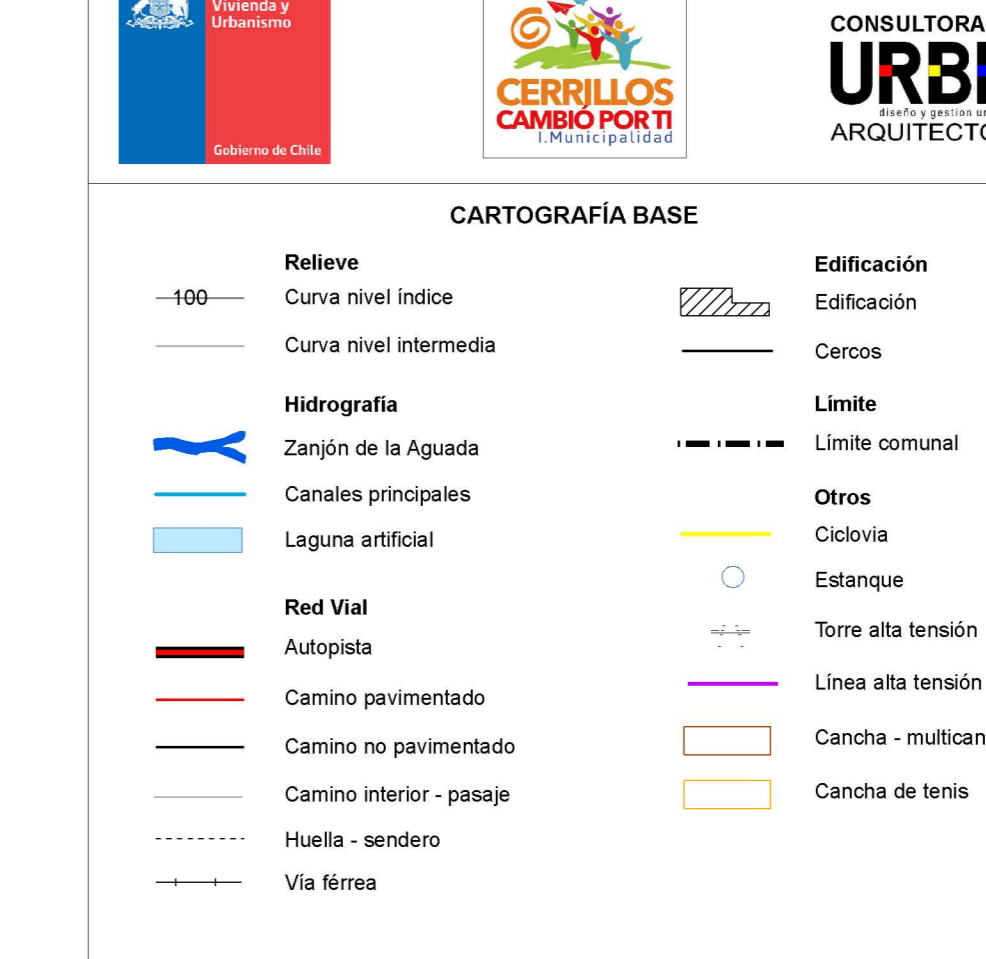 Vivienda y
Urbanismo
Gobierno de Chile
CERRILLOS
CAMBIÓ POR TI
I.Municipalidad
CONSULTORA
URB
diseño y gestion
ARQUITECTO
CARTOGRAFÍA BASE
Relieve
100
Curva nivel índice
Curva nivel intermedia
Hidrografía
Zanjón de la Aguada
Canales principales
Laguna artificial
Red Vial
Autopista
Camino pavimentado
Camino no pavimentado
Camino interior - pasaje
Huella - sendero
Vía férrea
Edificación
Edificación
Cercos
Límite
Límite comunal
Otros
Ciclovia
Estanque
Torre alta tensión
Línea alta tensión
Cancha - multican
Cancha de tenis